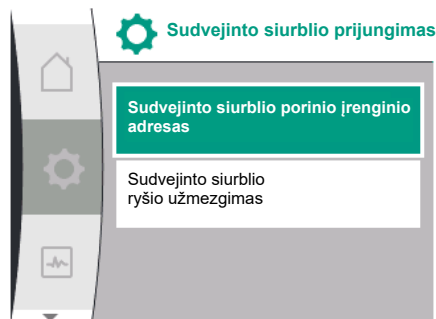 Sudvejinto siurblio prijungimas
Sudvejinto siurblio porinio įrenginio
adresas
Sudvejinto siurblio
ryšio užmezgimas